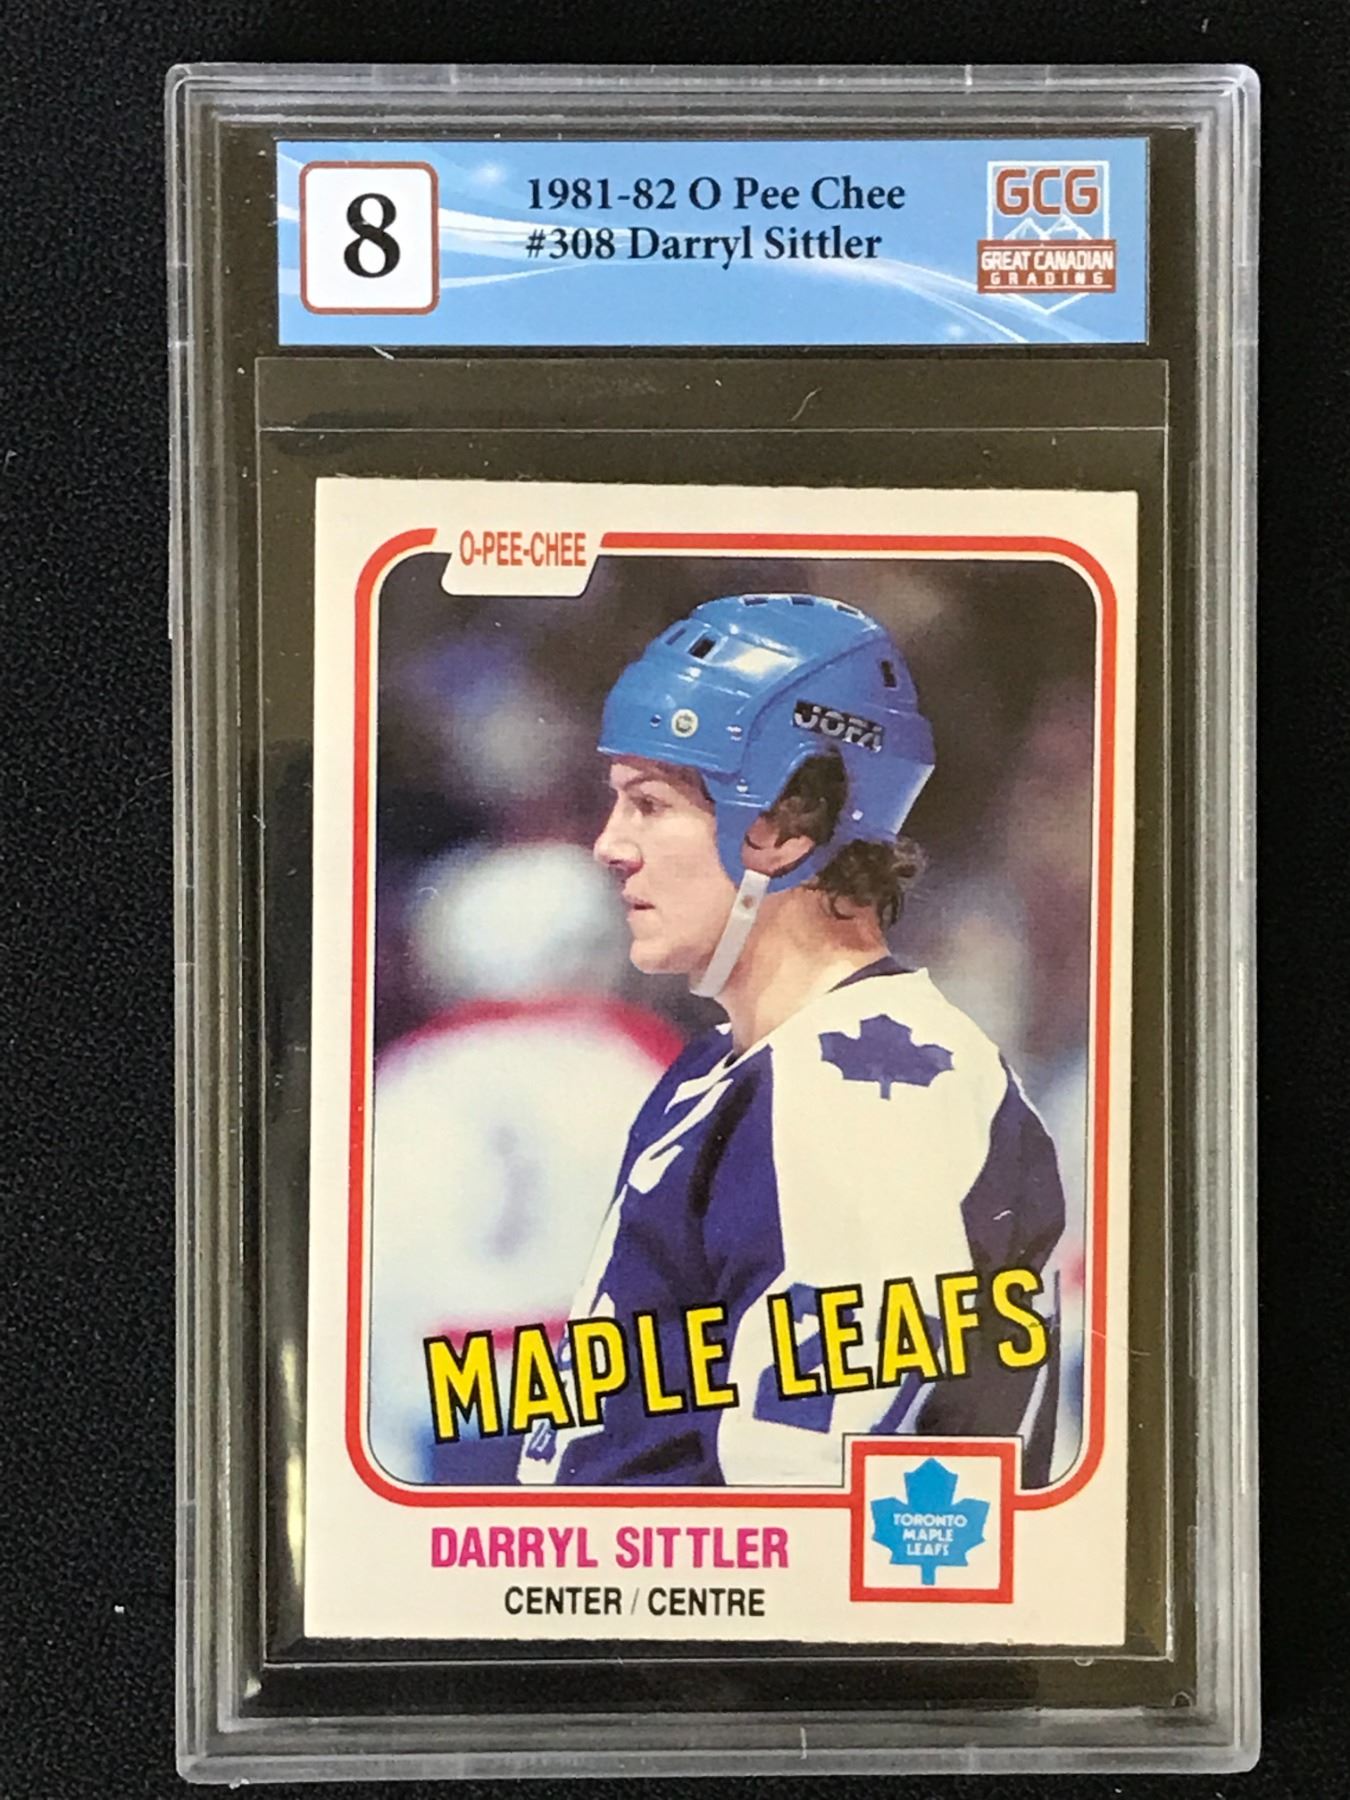 8
1981-82 O Pee Chee
#308 Darryl Sittler
GCG
GREAT CANADIAN
GRADING
O-PEE-CHEE
JOFA
MAPLE LEAFS
DARRYL SITTLER
CENTER / CENTRE
TORONTO
MAPLE
LEAFS